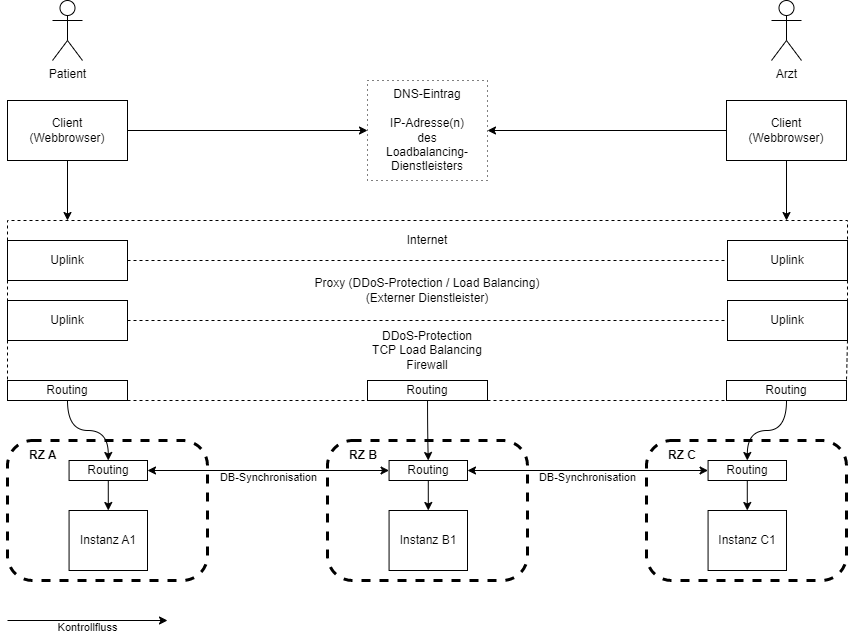 Patient
Arzt
Client
(Webbrowser)
DNS-Eintrag
IP-Adresse(n)
des
Loadbalancing-
Dienstleisters
Client
(Webbrowser)
Internet
Uplink
Uplink
Proxy (DDoS-Protection / Load Balancing)
(Externer Dienstleister)
Uplink
Uplink
DDoS-Protection
TCP Load Balancing
Firewall
Routing
Routing
Routing
RZ A
RZ B
RZ C
Routing
DB-Synchronisation
Routing
DB-Synchronisation
Routing
Instanz A1
Instanz B1
Instanz C1
Kontrollfluss